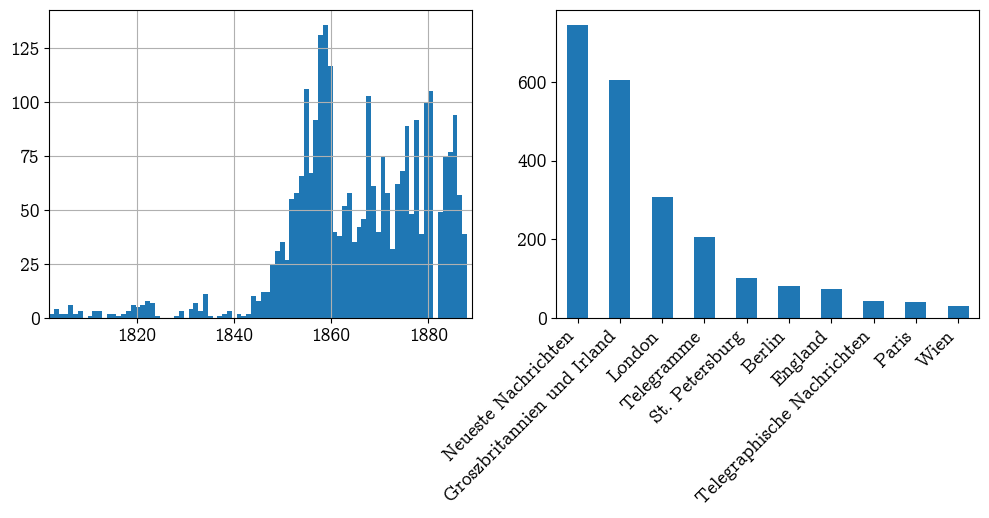 125
100
75
50
25
0
1820 1840 1860 1880
600
400
200
0
Neueste Nachrichten
Groszbritannien und Irland
London
Telegramme
St. Petersburg
Berlin
England
Telegraphische Nachrichten
Paris
Wien